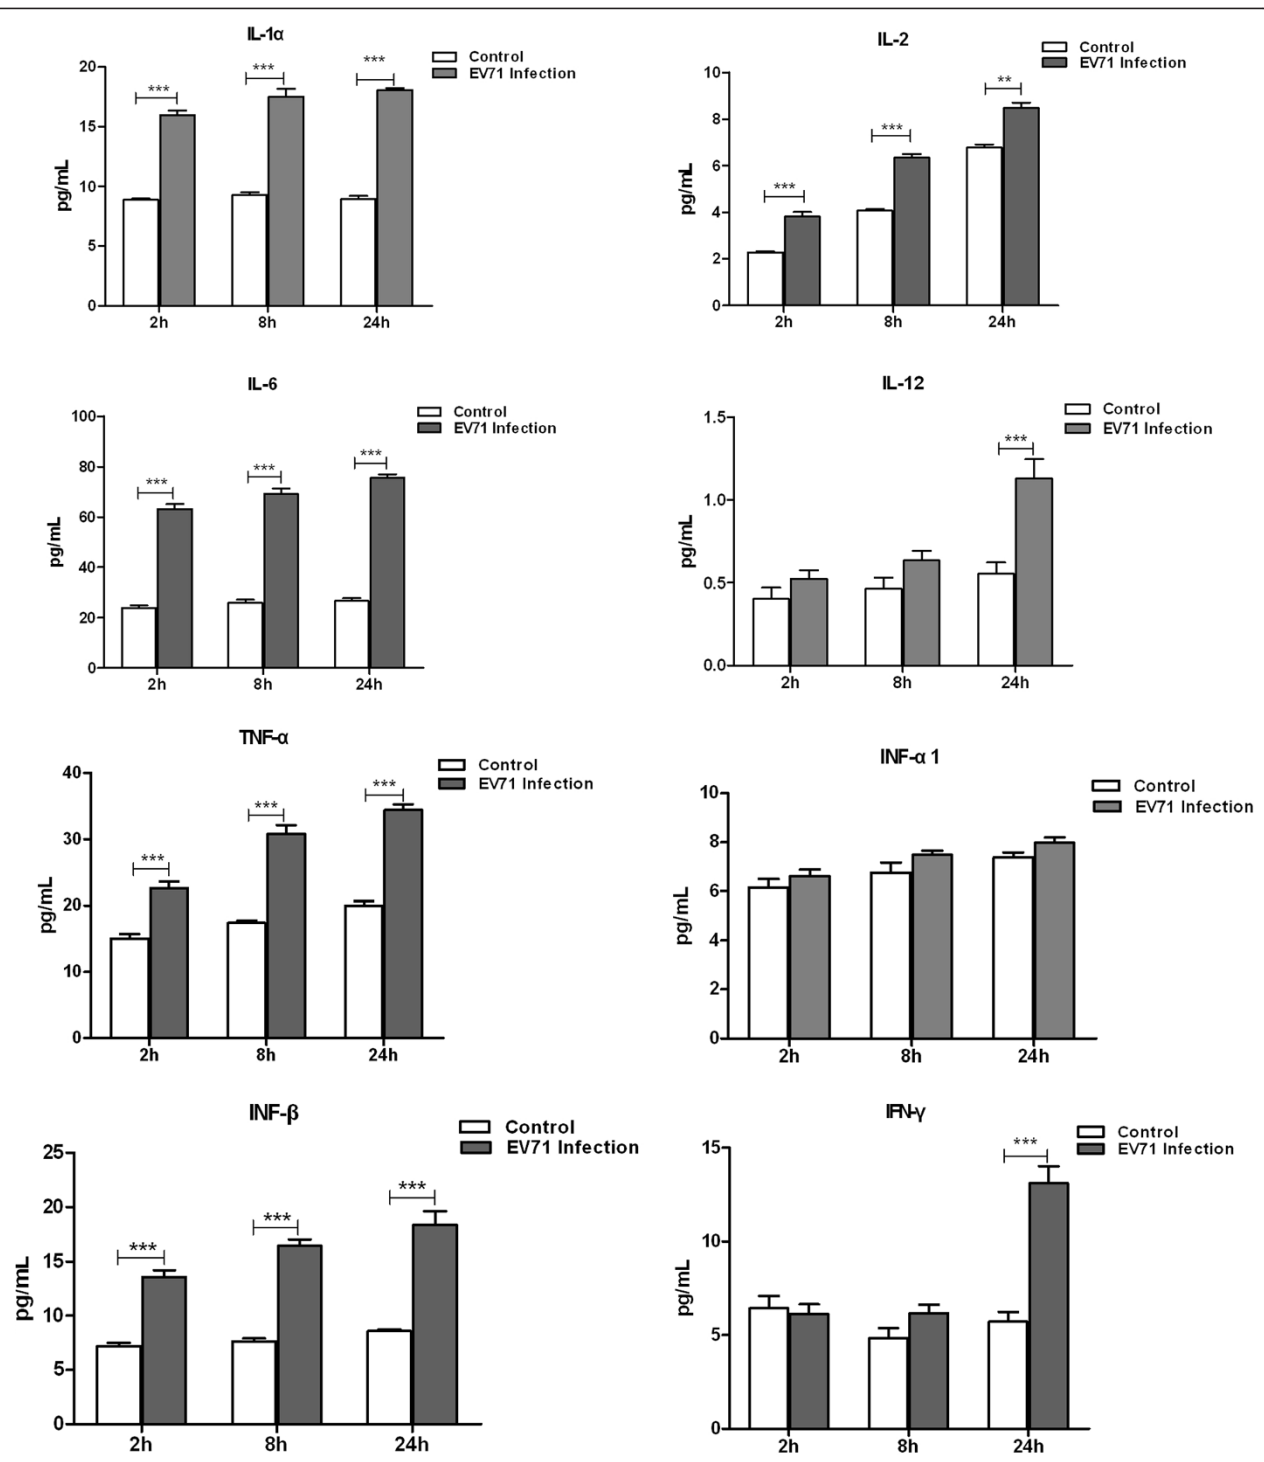 IL-1α
Control
EV71 Infection
20
15
10
5
0
pg/mL
***
***
***
2h
8h
24h
IL-2
Control
EV71 Infection
10
8
6
4
2
0
pg/mL
***
***
**
2h
8h
24h
IL-6
Control
EV71 Infection
100
80
60
40
20
0
pg/mL
***
***
***
2h
8h
24h
IL-12
Control
EV71 Infection
1.5
1.0
0.5
0.0
pg/mL
***
2h
8h
24h
TNF-α
Control
EV71 Infection
40
30
20
10
0
pg/mL
***
***
***
2h
8h
24h
INF-α 1
Control
EV71 Infection
10
8
6
4
2
0
pg/mL
2h
8h
24h
INF-β
Control
EV71 Infection
25
20
15
10
5
0
pg/mL
***
***
***
2h
8h
24h
IFN-γ
Control
EV71 Infection
15
10
5
0
pg/mL
***
2h
8h
24h